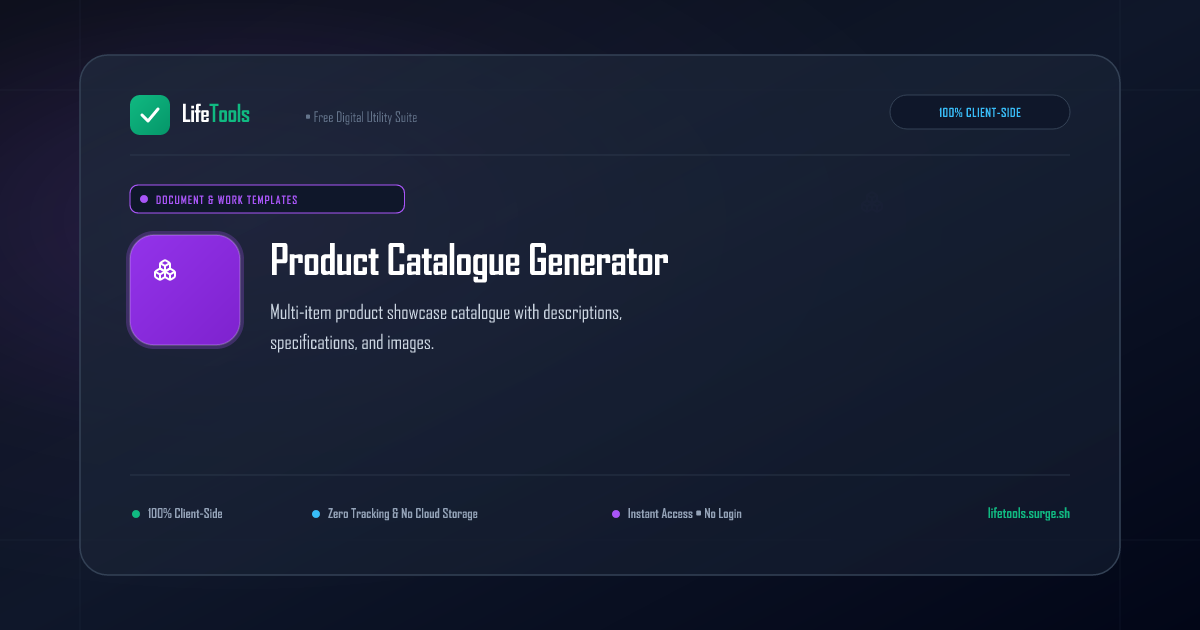 LifeTools
▪ Free Digital Utility Suite
100% CLIENT-SIDE
DOCUMENT & WORK TEMPLATES
Product Catalogue Generator
Multi-item product showcase catalogue with descriptions,
specifications, and images.
100% Client-Side
Zero Tracking & No Cloud Storage
Instant Access ▪ No Login
lifetools.surge.sh